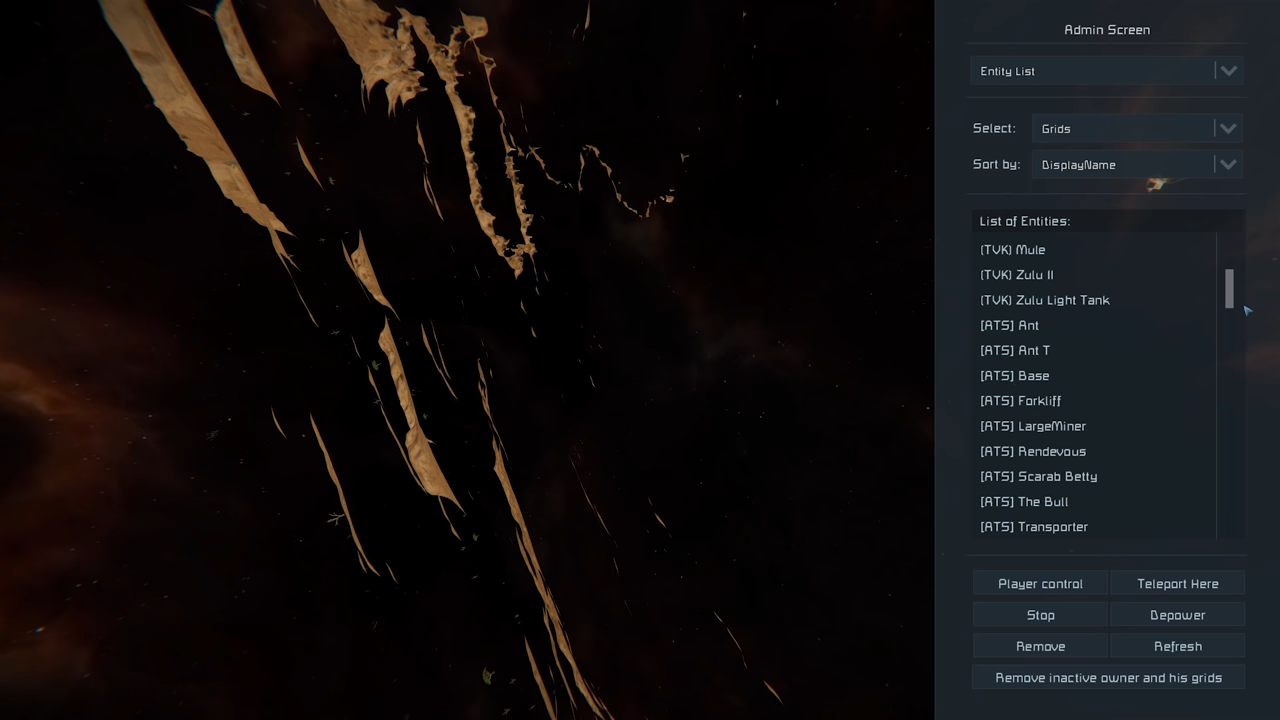 Admin Screen
Entity List
Select: Grids
Sort by: DisplayName
List of Entities:
(TVK) Mule
(TVK) Zulu II
(TVK) Zulu Light Tank
[ATS] Ant
[ATS] Ant T
[ATS] Base
[ATS] Forkliff
[ATS] LargeMiner
[ATS] Rendevous
[ATS] Scarab Betty
[ATS] The Bull
[ATS] Transporter
Player control Teleport Here
Stop Depower
Remove Refresh
Remove inactive owner and his grids